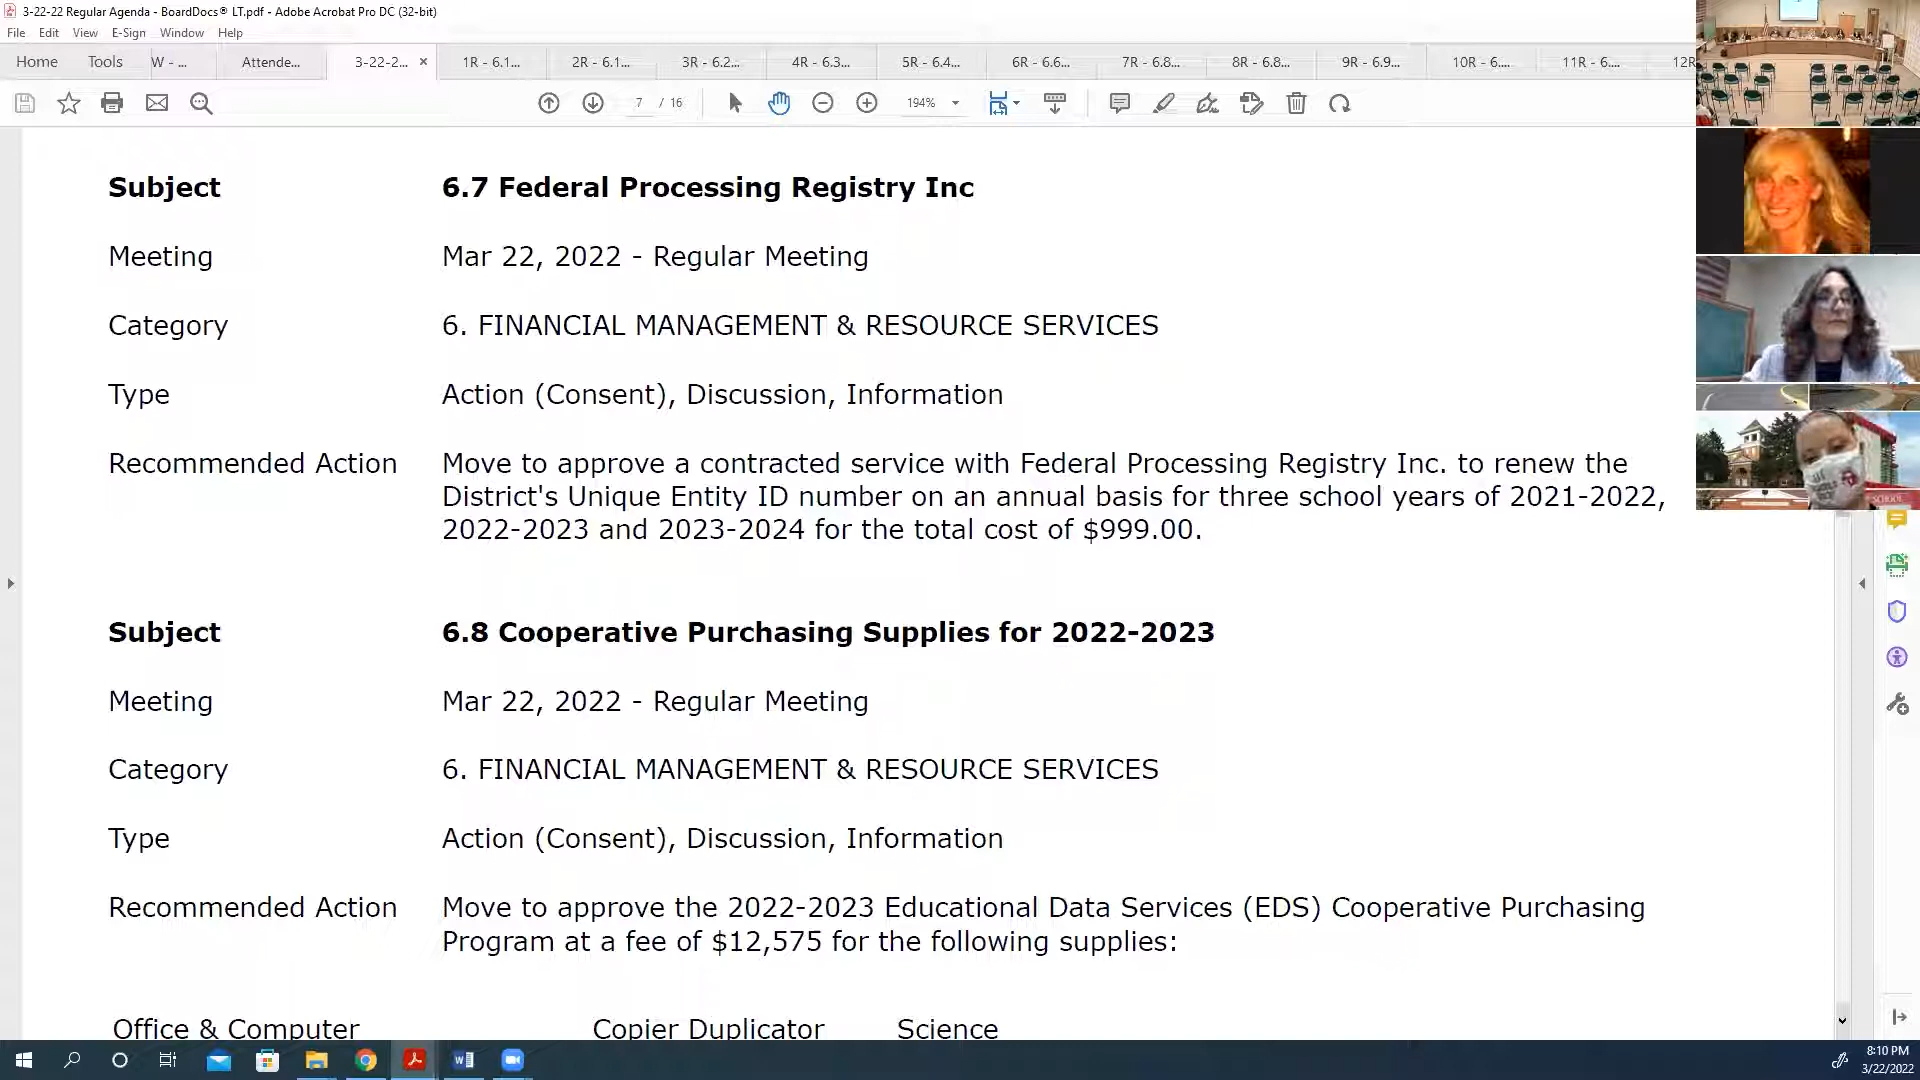 3-22-22 Regular Agenda - BoardDocs® LT.pdf - Adobe Acrobat Pro DC (32-bit)
File Edit View E-Sign Window Help
Home Tools W - ... Attende... 3-22-2... × 1R - 6.1... 2R - 6.1... 3R - 6.2... 4R - 6.3... 5R - 6.4... 6R - 6.6... 7R - 6.8... 8R - 6.8... 9R - 6.9... 10R - 6.... 11R - 6.... 12R
7 / 16 194%
Subject 6.7 Federal Processing Registry Inc
Meeting Mar 22, 2022 - Regular Meeting
Category 6. FINANCIAL MANAGEMENT & RESOURCE SERVICES
Type Action (Consent), Discussion, Information
Recommended Action Move to approve a contracted service with Federal Processing Registry Inc. to renew the
District's Unique Entity ID number on an annual basis for three school years of 2021-2022,
2022-2023 and 2023-2024 for the total cost of $999.00.
Subject 6.8 Cooperative Purchasing Supplies for 2022-2023
Meeting Mar 22, 2022 - Regular Meeting
Category 6. FINANCIAL MANAGEMENT & RESOURCE SERVICES
Type Action (Consent), Discussion, Information
Recommended Action Move to approve the 2022-2023 Educational Data Services (EDS) Cooperative Purchasing
Program at a fee of $12,575 for the following supplies:
Office & Computer Copier Duplicator Science
8:10 PM
3/22/2022